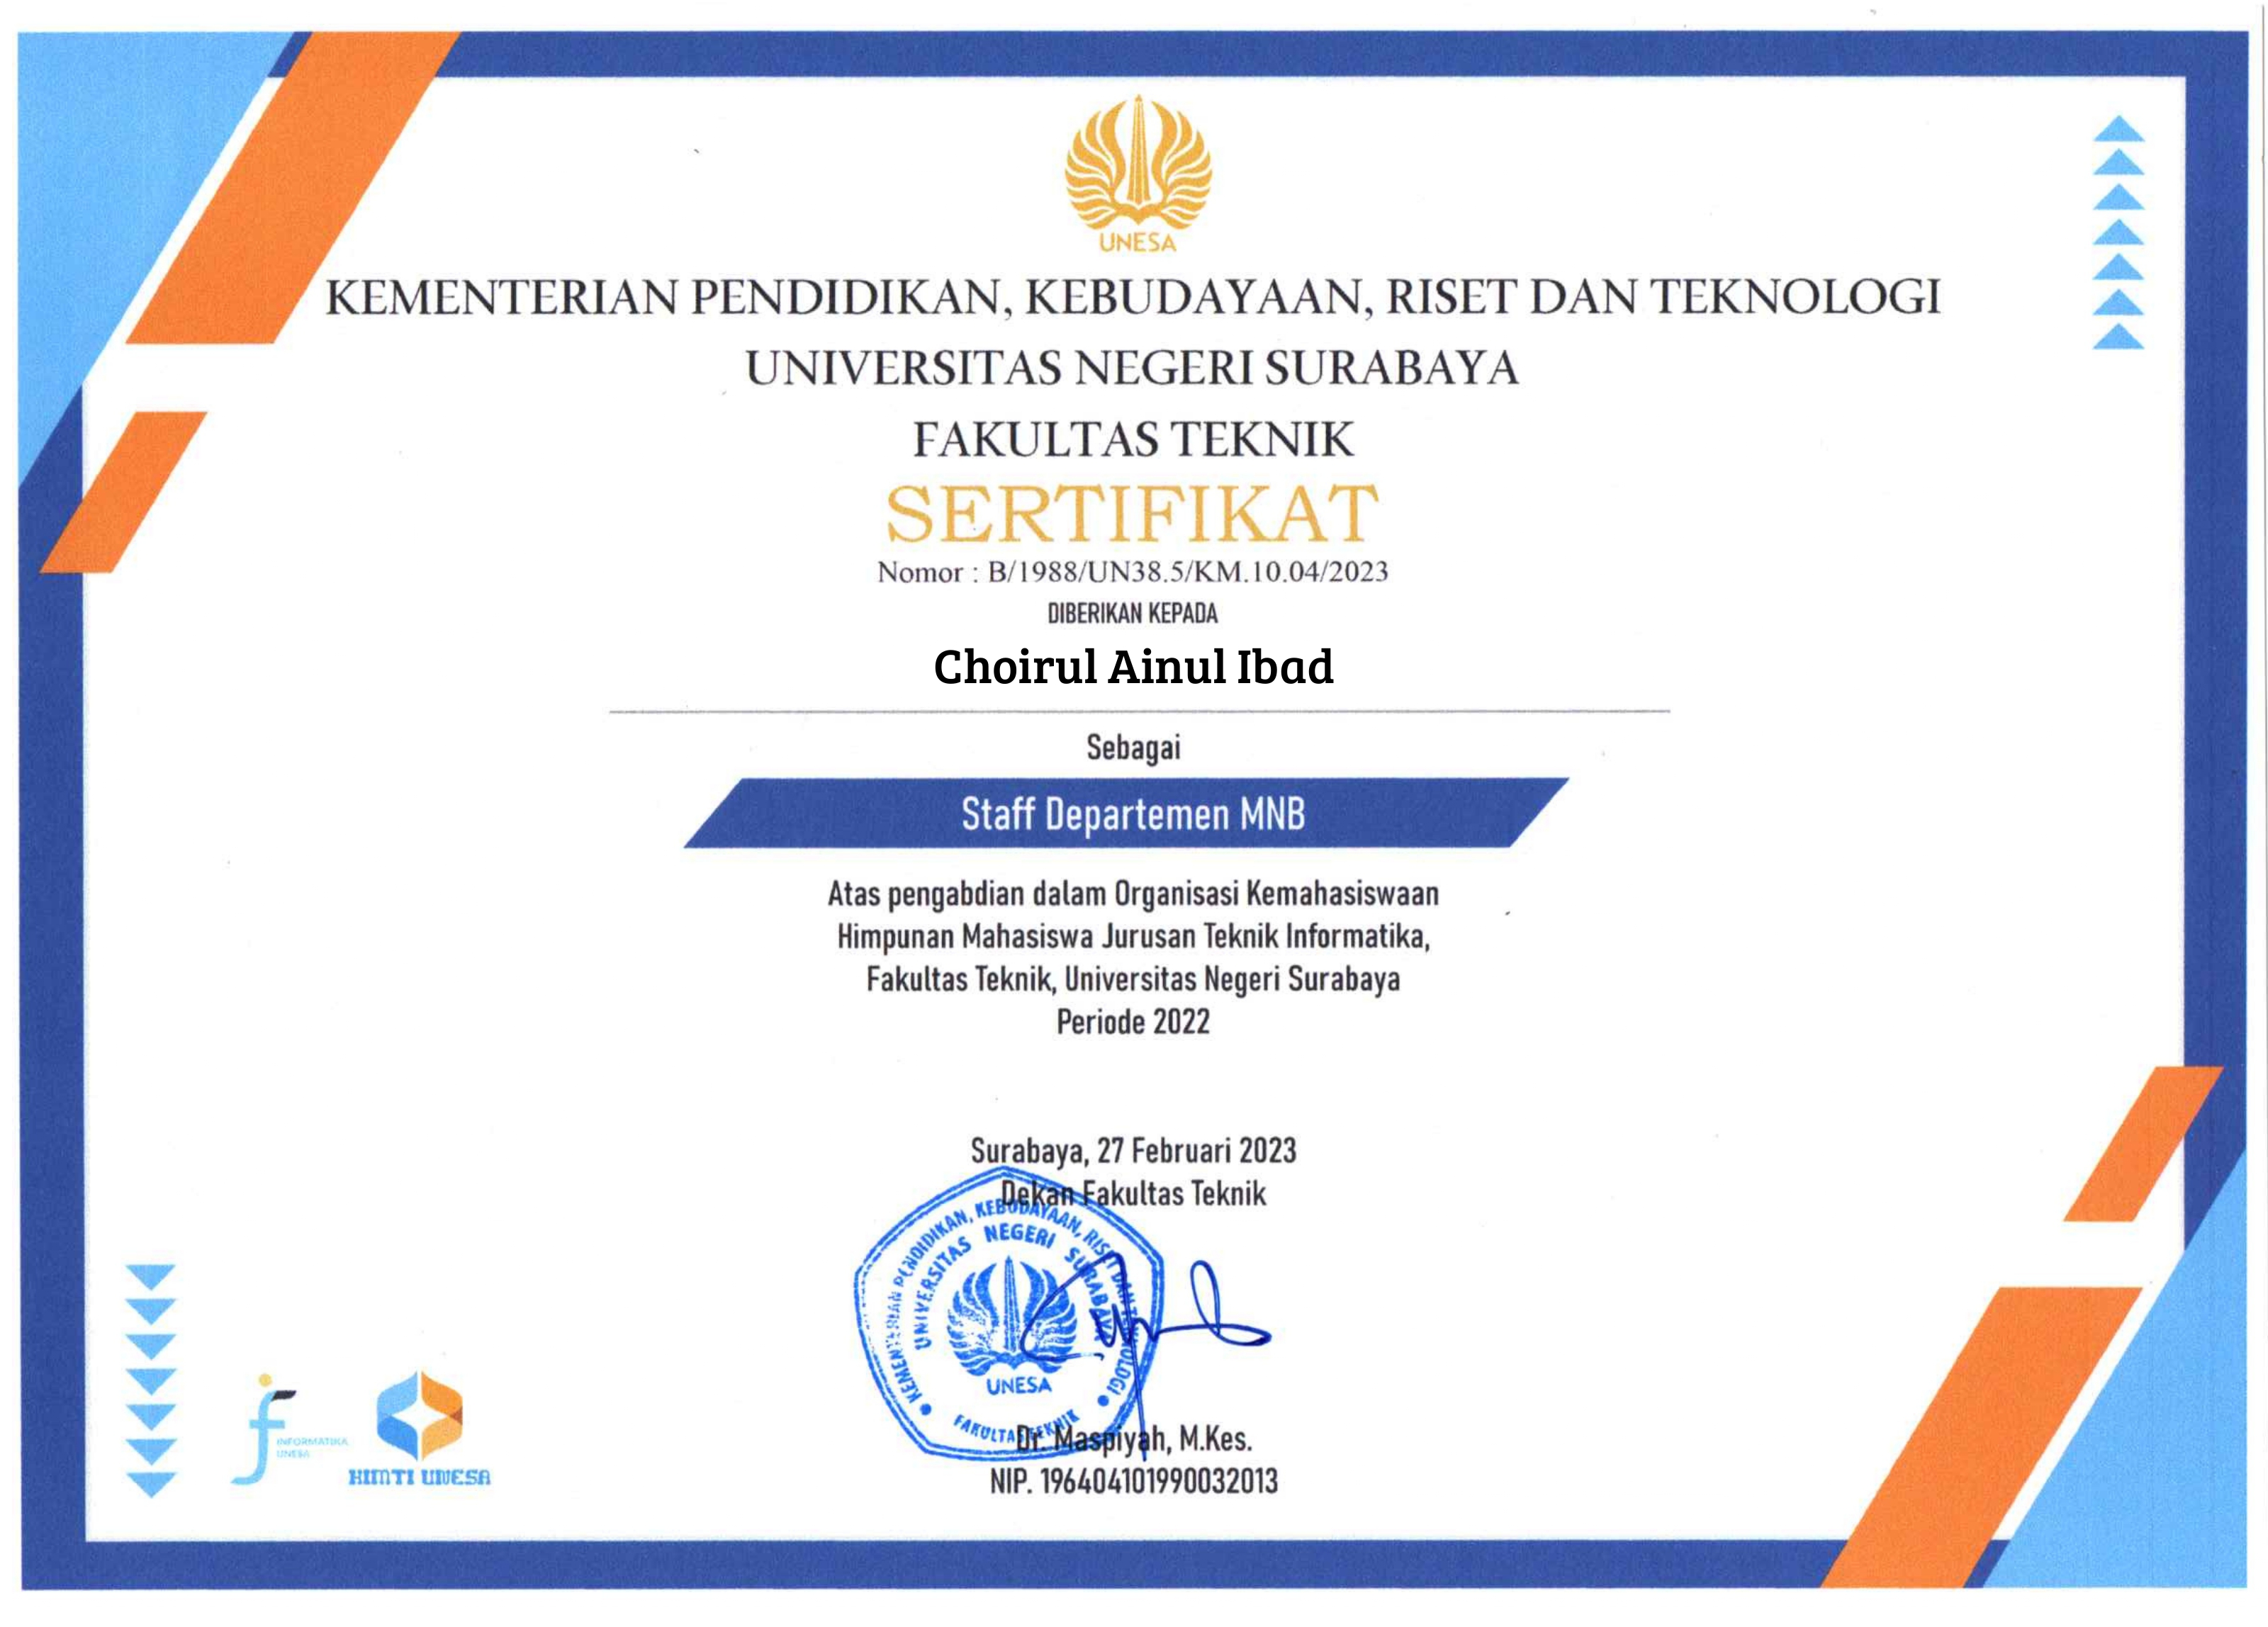 UNESA
KEMENTERIAN PENDIDIKAN, KEBUDAYAAN, RISET DAN TEKNOLOGI
UNIVERSITAS NEGERI SURABAYA
FAKULTAS TEKNIK
SERTIFIKAT
Nomor : B/1988/UN38.5/KM.10.04/2023
DIBERIKAN KEPADA
Choirul Ainul Ibad
Sebagai
Staff Departemen MNB
Atas pengabdian dalam Organisasi Kemahasiswaan
Himpunan Mahasiswa Jurusan Teknik Informatika,
Fakultas Teknik, Universitas Negeri Surabaya
Periode 2022
Surabaya, 27 Februari 2023
Dekan Fakultas Teknik
KEMENTERIAN PENDIDIKAN, KEBUDAYAAN, RISET DAN TEKNOLOGI
UNIVERSITAS NEGERI SURABAYA
UNESA
FAKULTAS TEKNIK
Dr. Maspiyah, M.Kes.
NIP. 196404101990032013
INFORMATIKA
UNESA
HIMTI UNESA